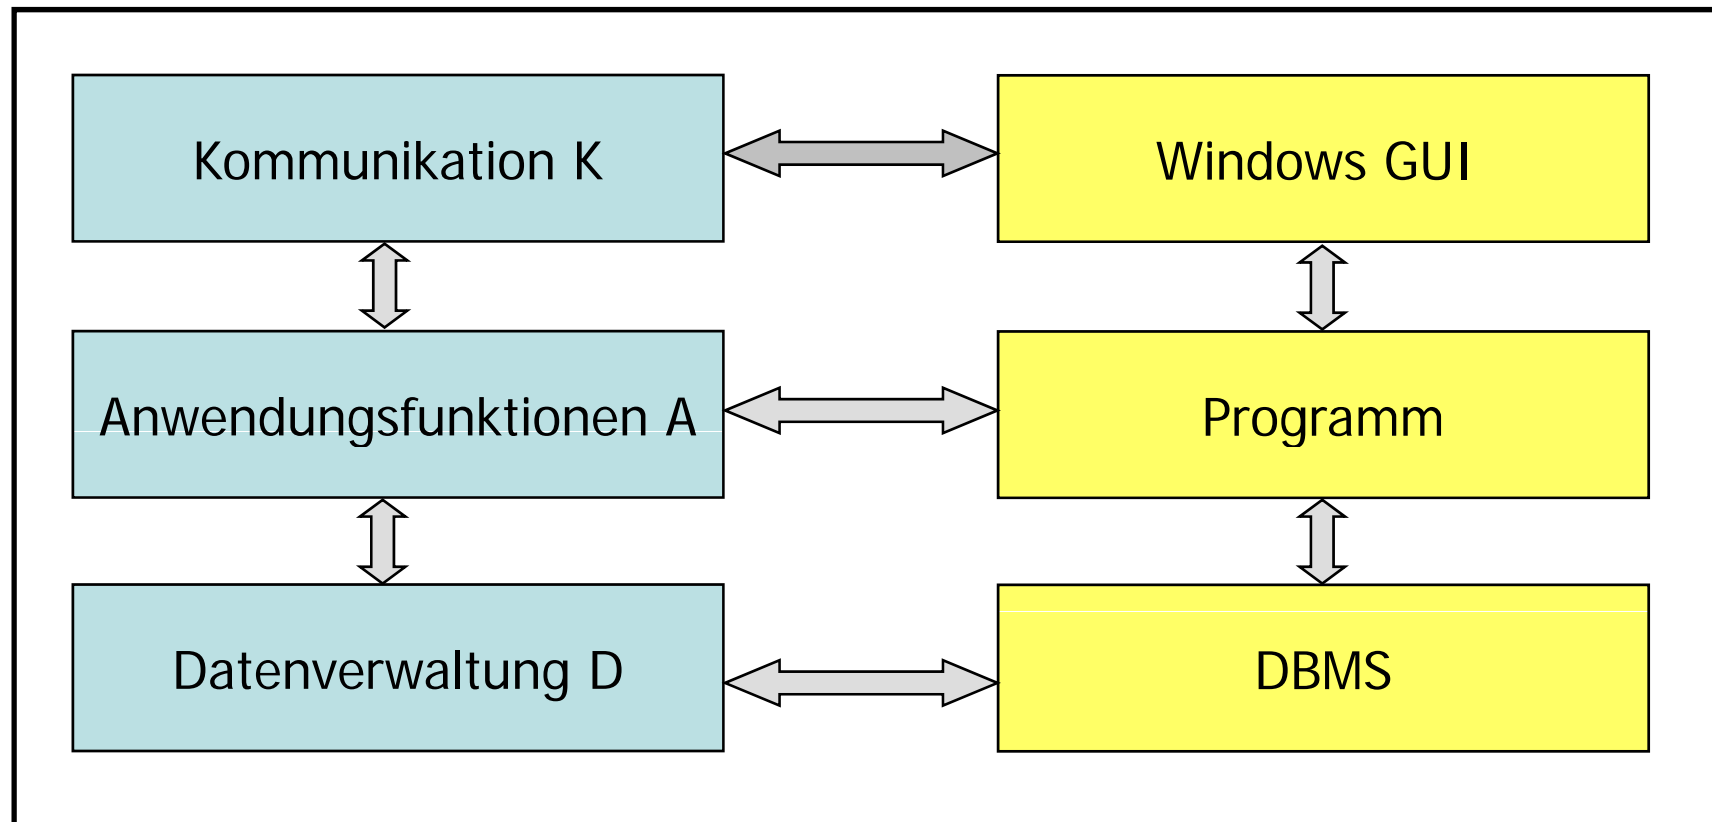 Kommunikation K
Windows GUI
Anwendungsfunktionen A
Programm
Datenverwaltung D
DBMS